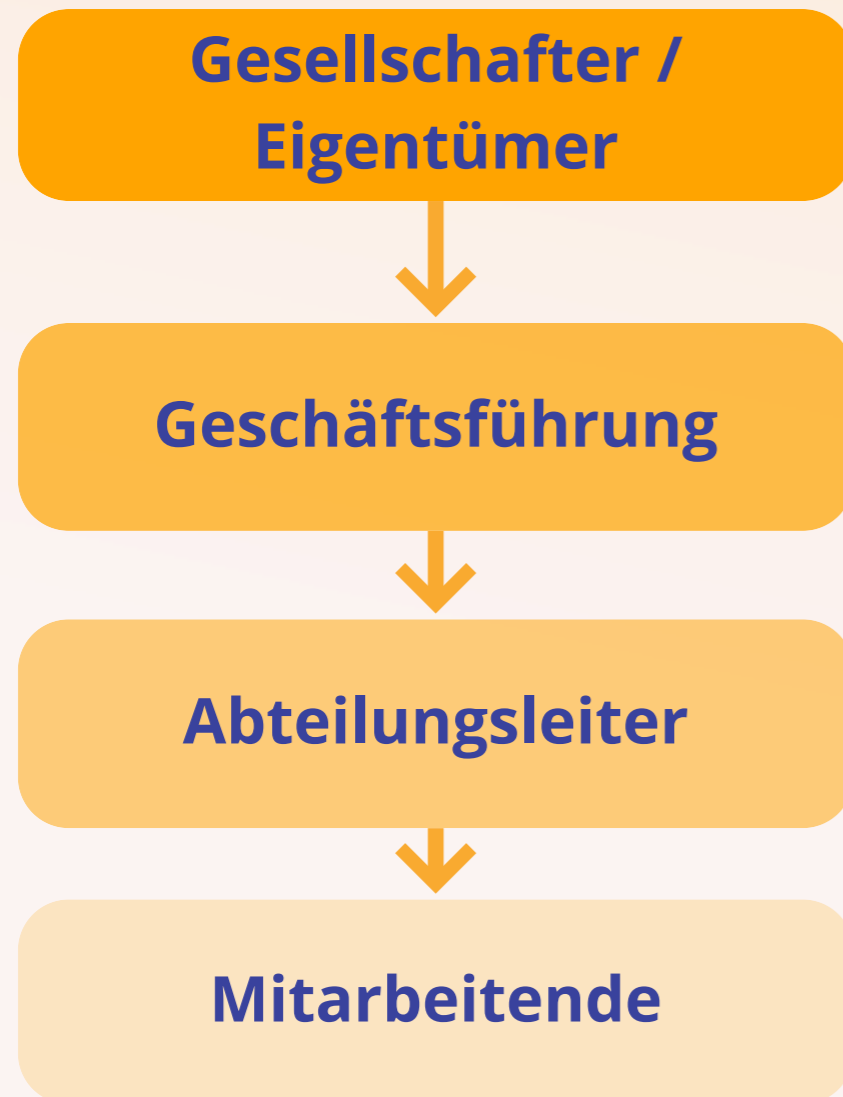 Gesellschafter /
Eigentümer
Geschäftsführung
Abteilungsleiter
Mitarbeitende